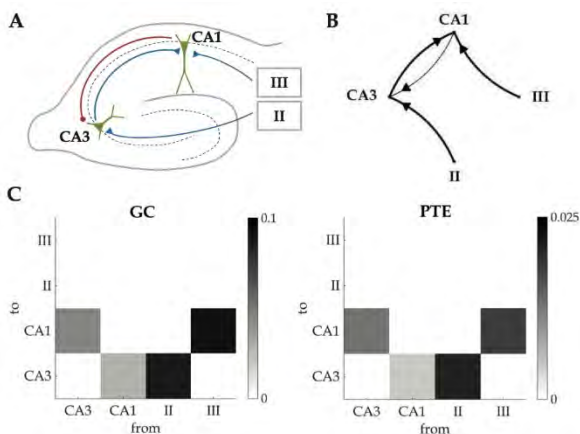 A
CA1
III
II
CA3
B
CA1
CA3
III
II
C
GC
0.1
0
III
II
CA1
CA3
to
CA3 CA1 II III
from
PTE
0.025
0
III
II
CA1
CA3
to
CA3 CA1 II III
from